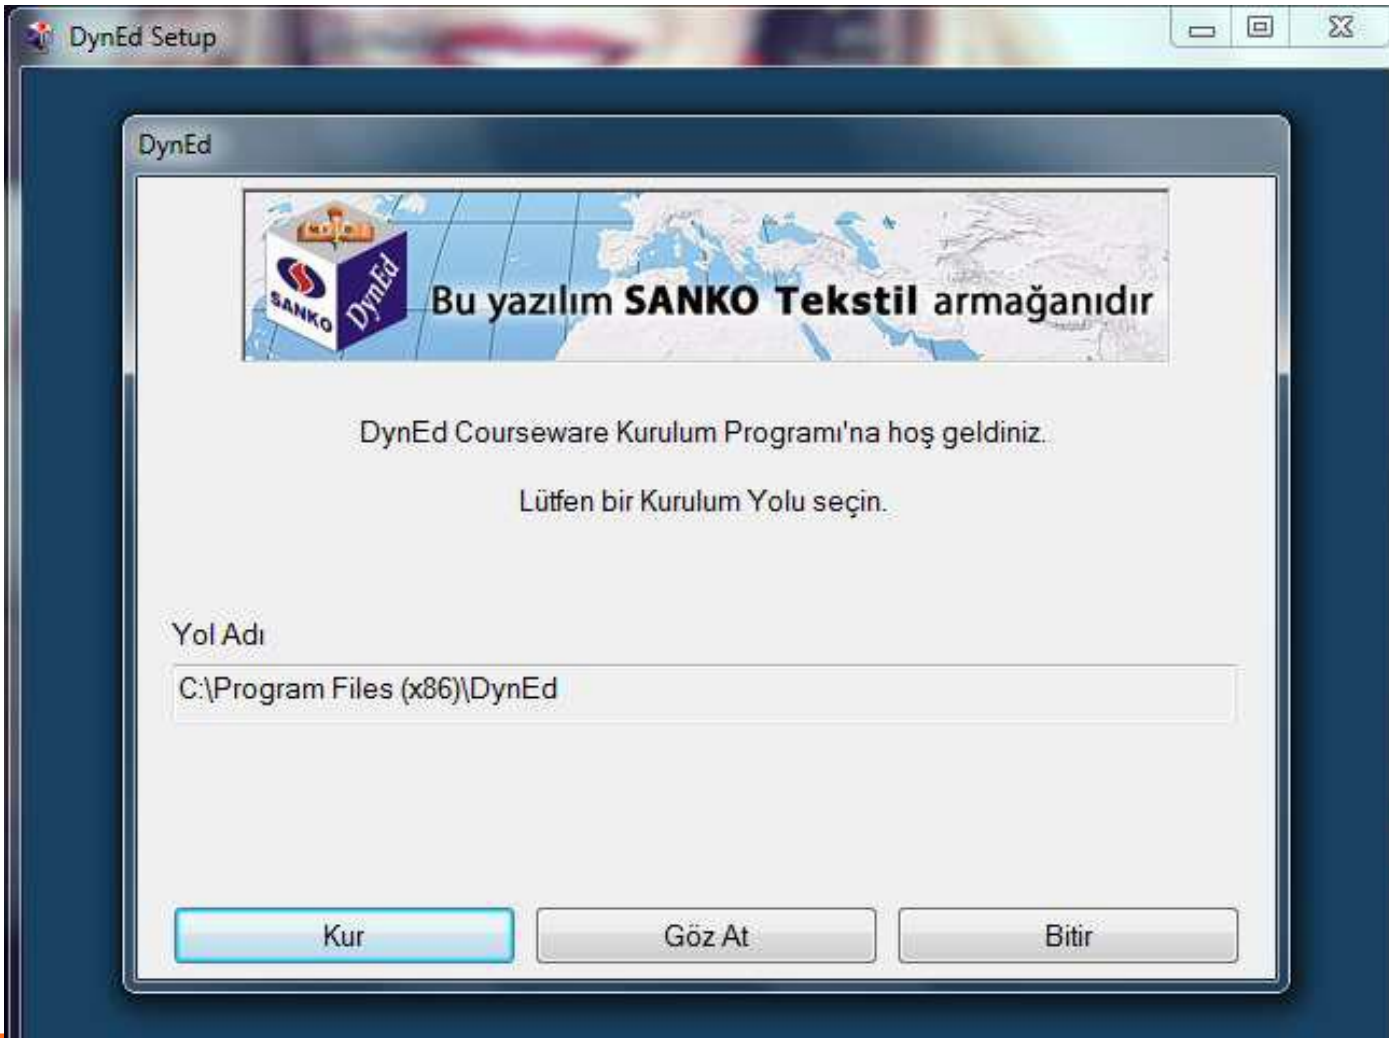 DynEd Setup
DynEd
SANKO
DynEd
Bu yazılım SANKO Tekstil armağanıdır
DynEd Courseware Kurulum Programı'na hoş geldiniz.
Lütfen bir Kurulum Yolu seçin.
Yol Adı
C:\Program Files (x86)\DynEd
Kur
Göz At
Bitir